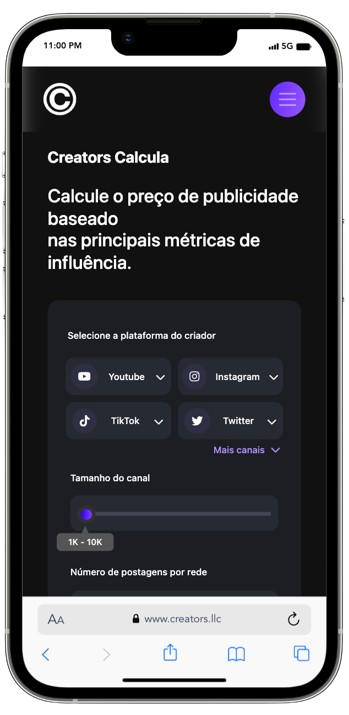 11:00 PM 5G
©
Creators Calcula
Calcule o preço de publicidade
baseado
nas principais métricas de
influência.
Selecione a plataforma do criador
Youtube Instagram
TikTok Twitter
Mais canais
Tamanho do canal
1K - 10K
Número de postagens por rede
AA www.creators.llc